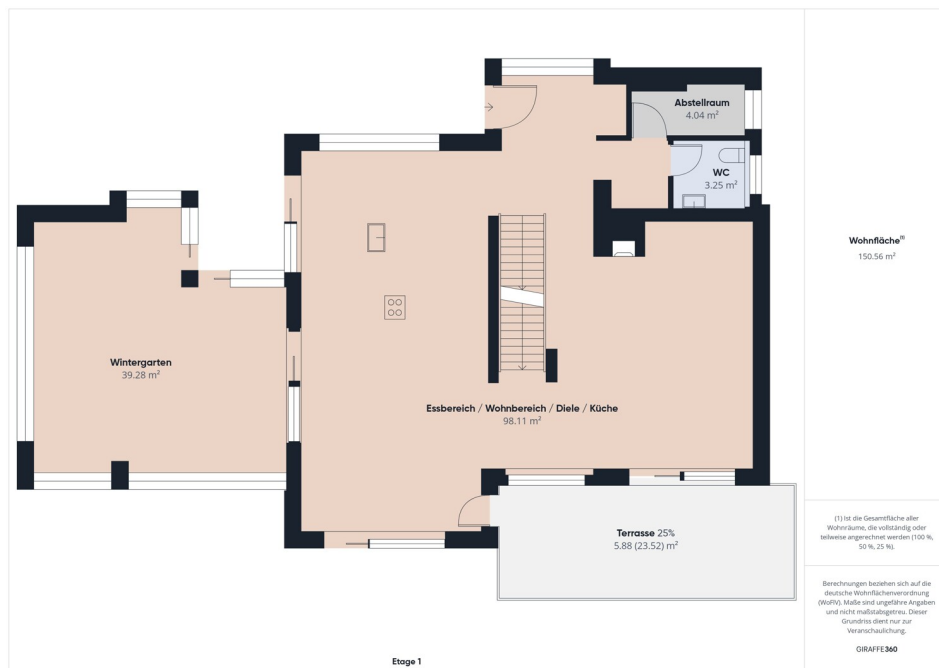 Abstellraum
4.04 m²
WC
3.25 m²
Wohnfläche⁽¹⁾
150.56 m²
Wintergarten
39.28 m²
Essbereich / Wohnbereich / Diele / Küche
98.11 m²
Terrasse 25%
5.88 (23.52) m²
(1) Ist die Gesamtfläche aller
Wohnräume, die vollständig oder
teilweise angerechnet werden (100 %,
50 %, 25 %).
Berechnungen beziehen sich auf die
deutsche Wohnflächenverordnung
(WoFlV). Maße sind ungefähre Angaben
und nicht maßstabsgetreu. Dieser
Grundriss dient nur zur
Veranschaulichung.
GIRAFFE360
Etage 1